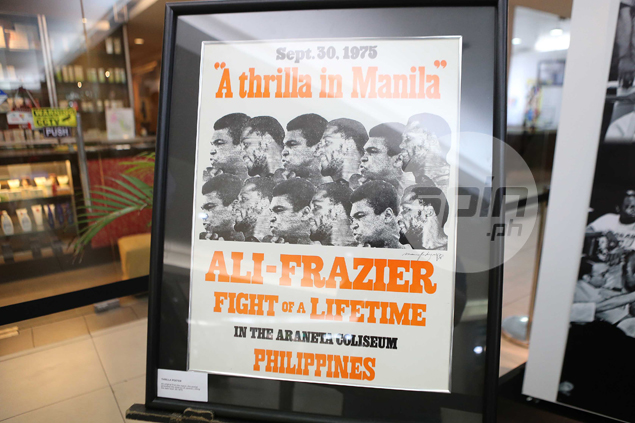 Sept. 30, 1975
"A thrilla in Manila"
ALI-FRAZIER
FIGHT OF A LIFETIME
IN THE ARANETA COLISEUM
PHILIPPINES
PUSH
spin
.ph